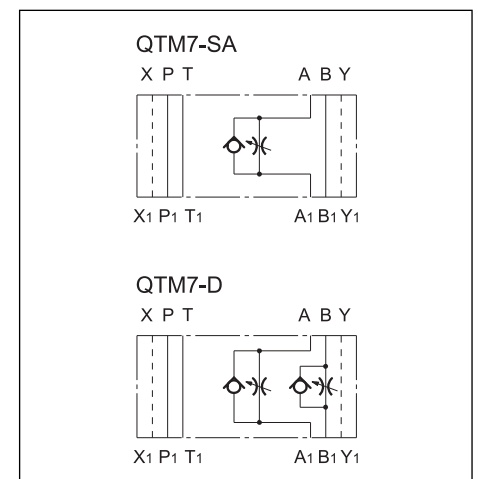 QTM7-SA
X P T A B Y
X1 P1 T1 A1 B1 Y1
QTM7-D
X P T A B Y
X1 P1 T1 A1 B1 Y1